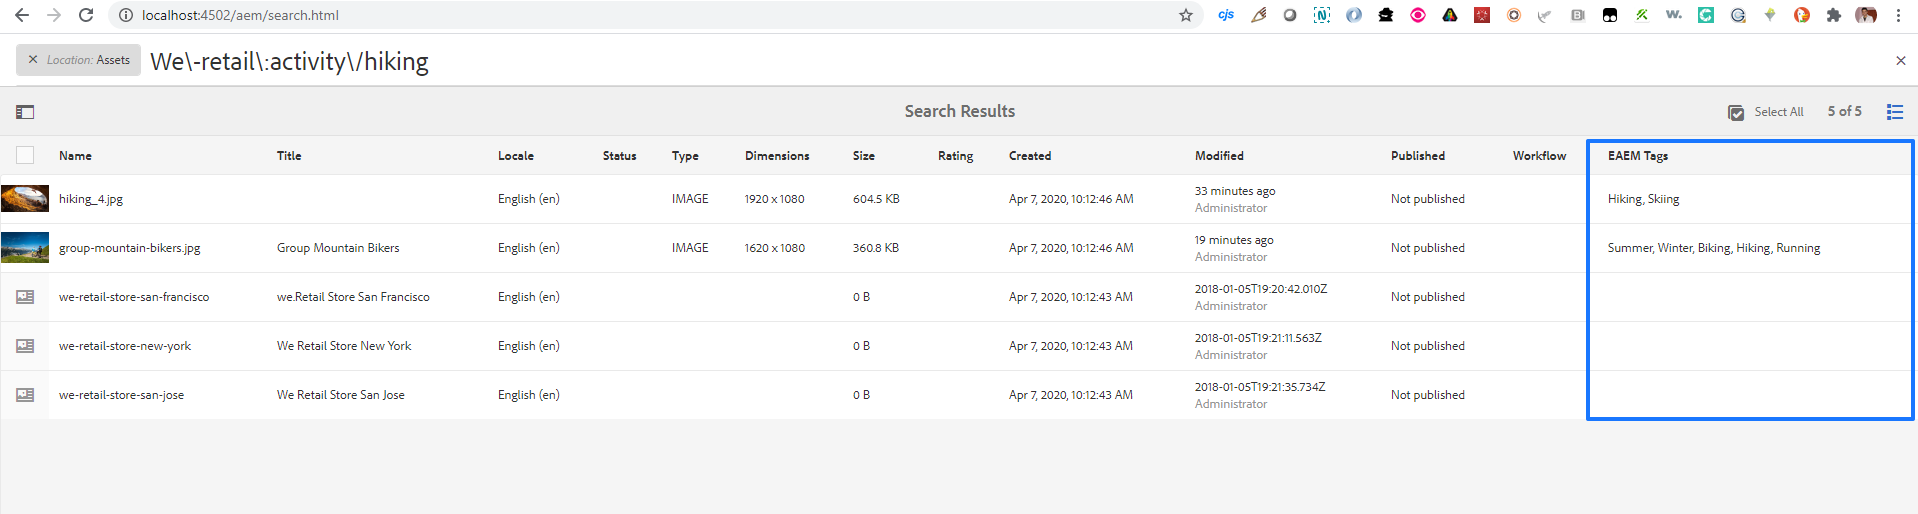 localhost:4502/aem/search.html
× Location: Assets We\-retail\:activity\/hiking ×
Search Results Select All 5 of 5
Name Title Locale Status Type Dimensions Size Rating Created Modified Published Workflow EAEM Tags
hiking_4.jpg English (en) IMAGE 1920 x 1080 604.5 KB Apr 7, 2020, 10:12:46 AM 33 minutes ago Not published Hiking, Skiing
Administrator
group-mountain-bikers.jpg Group Mountain Bikers English (en) IMAGE 1620 x 1080 360.8 KB Apr 7, 2020, 10:12:46 AM 19 minutes ago Not published Summer, Winter, Biking, Hiking, Running
Administrator
we-retail-store-san-francisco we.Retail Store San Francisco English (en) 0 B Apr 7, 2020, 10:12:43 AM 2018-01-05T19:20:42.010Z Not published
Administrator
we-retail-store-new-york We Retail Store New York English (en) 0 B Apr 7, 2020, 10:12:43 AM 2018-01-05T19:21:11.563Z Not published
Administrator
we-retail-store-san-jose We Retail Store San Jose English (en) 0 B Apr 7, 2020, 10:12:43 AM 2018-01-05T19:21:35.734Z Not published
Administrator